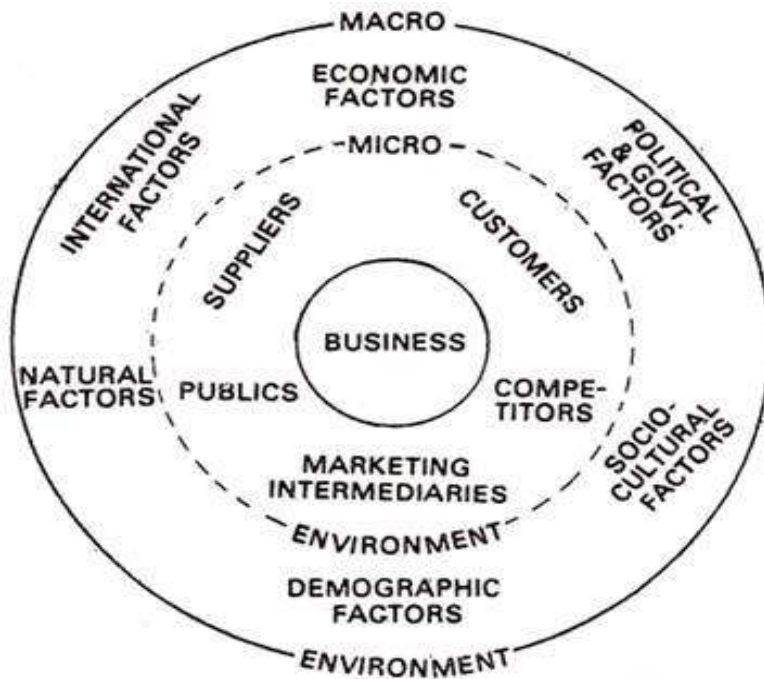 MACRO
ECONOMIC
FACTORS
INTERNATIONAL
FACTORS
POLITICAL
& GOVT.
FACTORS
MICRO
SUPPLIERS
CUSTOMERS
BUSINESS
NATURAL
FACTORS
PUBLICS
COMPE-
TITORS
SOCIO-
CULTURAL
FACTORS
MARKETING
INTERMEDIARIES
ENVIRONMENT
DEMOGRAPHIC
FACTORS
ENVIRONMENT